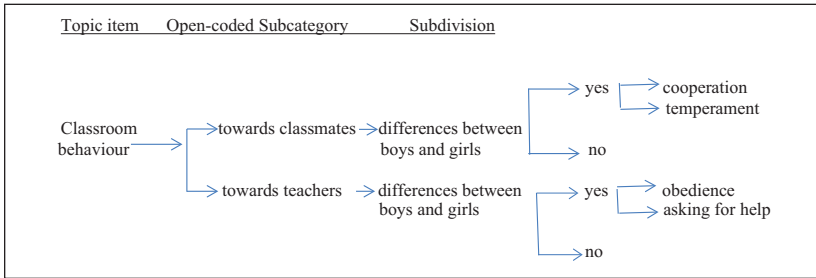 Topic item Open-coded Subcategory Subdivision
yes
cooperation
temperament
Classroom
behaviour
towards classmates
differences between
boys and girls
no
towards teachers
differences between
boys and girls
yes
obedience
asking for help
no